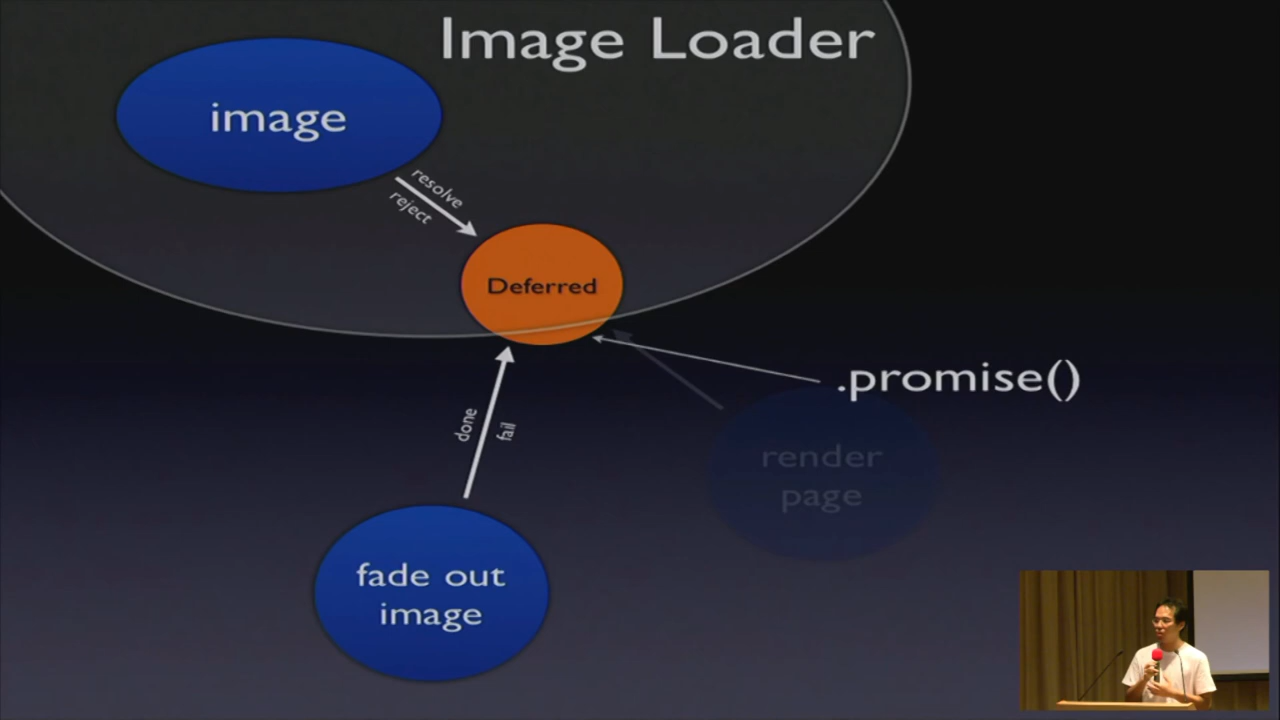 Image Loader
image
resolve
reject
Deferred
.promise()
done
fail
render
page
fade out
image